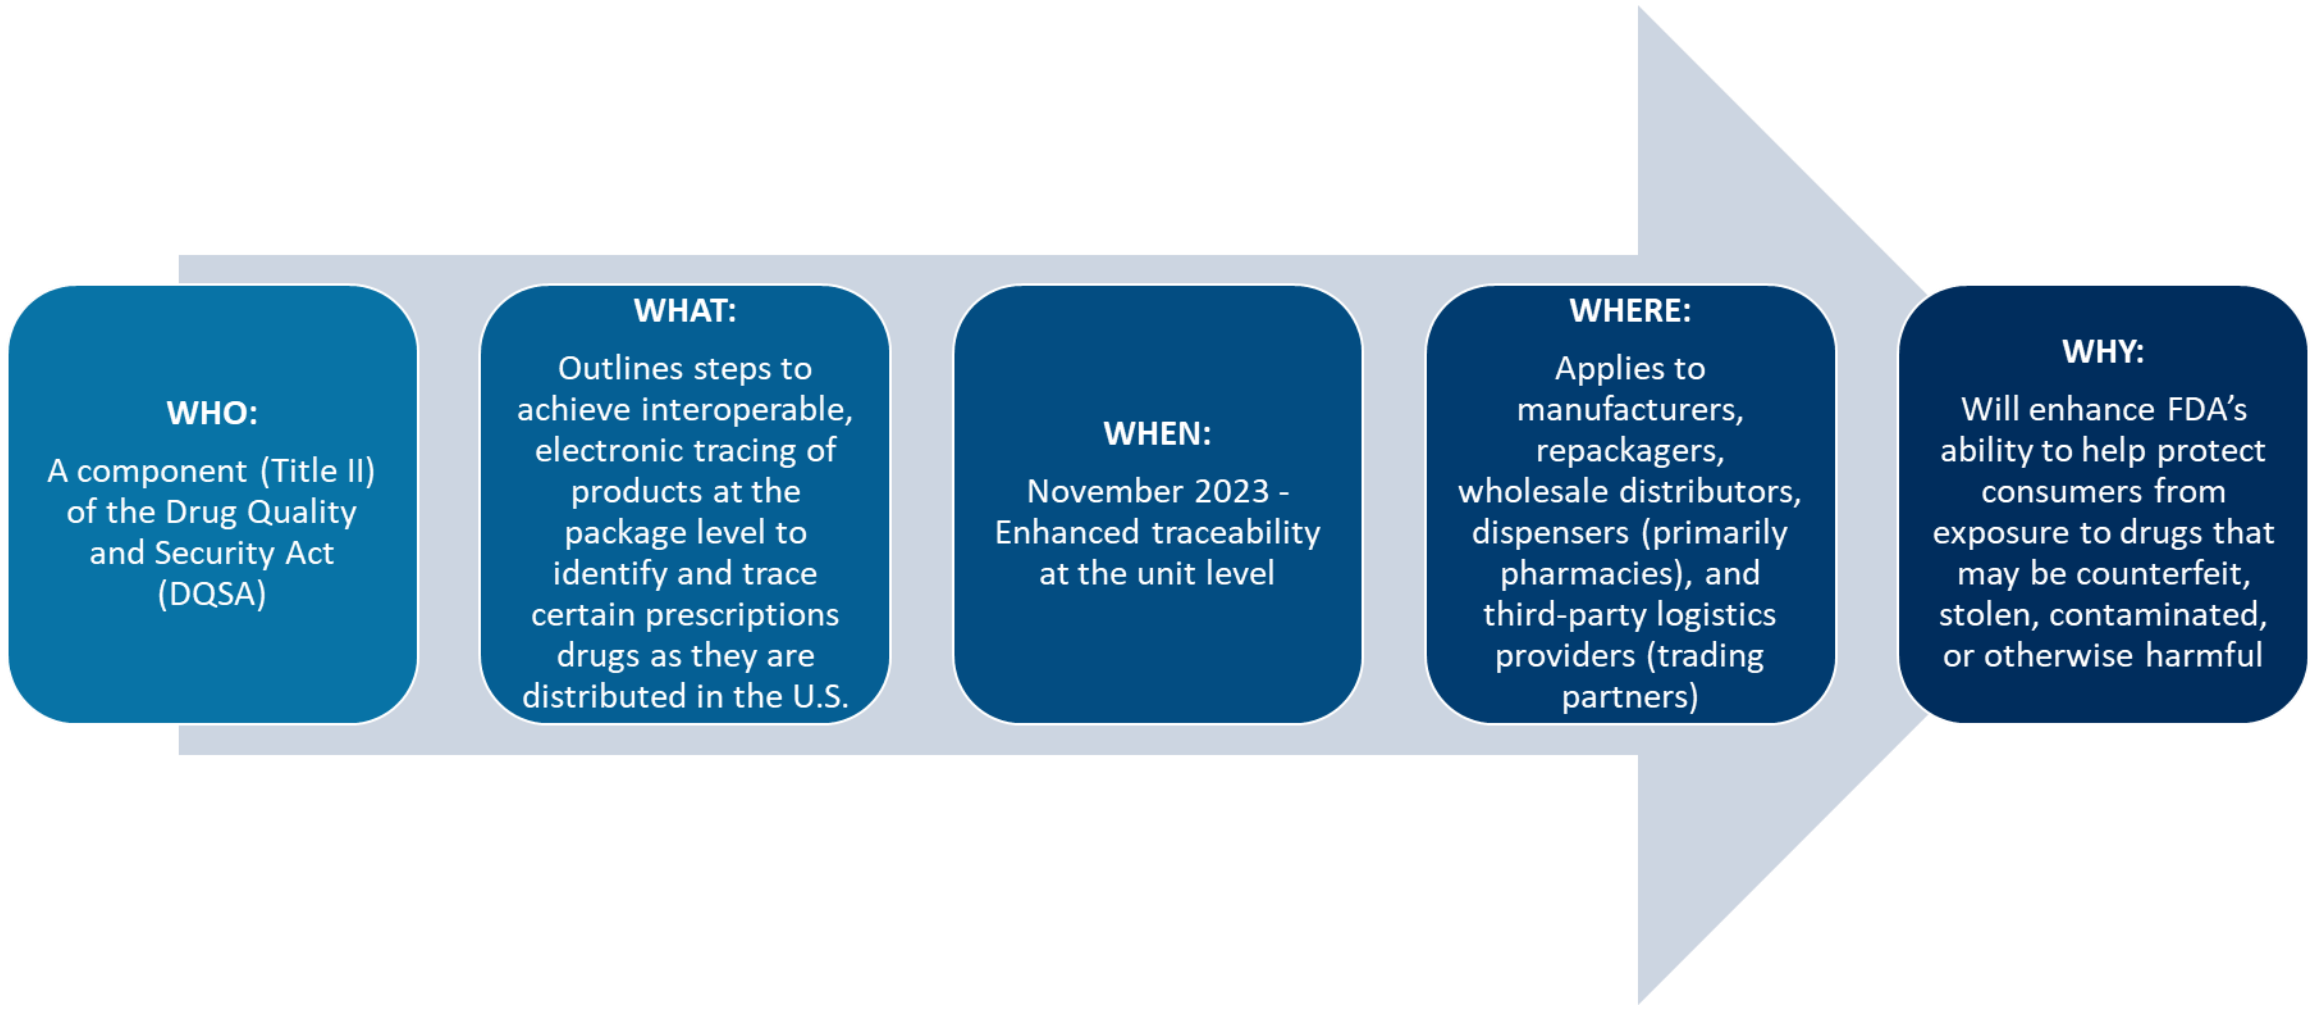 WHO:
A component (Title II)
of the Drug Quality
and Security Act
(DQSA)
WHAT:
Outlines steps to
achieve interoperable,
electronic tracing of
products at the
package level to
identify and trace
certain prescriptions
drugs as they are
distributed in the U.S.
WHEN:
November 2023 -
Enhanced traceability
at the unit level
WHERE:
Applies to
manufacturers,
repackagers,
wholesale distributors,
dispensers (primarily
pharmacies), and
third-party logistics
providers (trading
partners)
WHY:
Will enhance FDA’s
ability to help protect
consumers from
exposure to drugs that
may be counterfeit,
stolen, contaminated,
or otherwise harmful